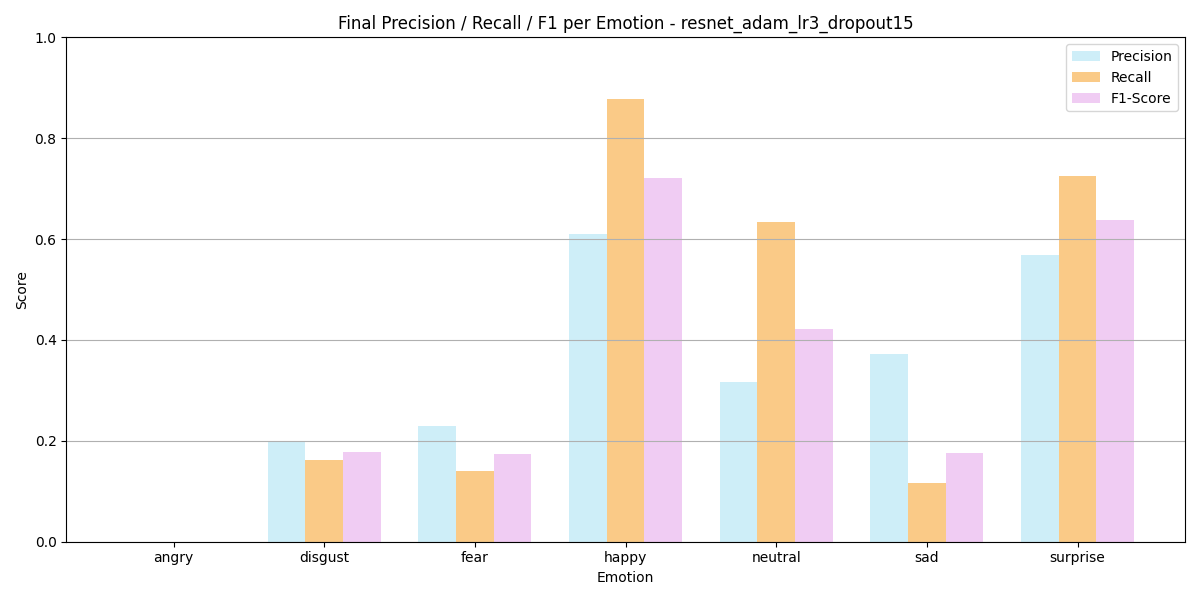 Final Precision / Recall / F1 per Emotion - resnet_adam_lr3_dropout15
Precision
Recall
F1-Score
1.0
0.8
0.6
0.4
0.2
0.0
Score
angry disgust fear happy neutral sad surprise
Emotion